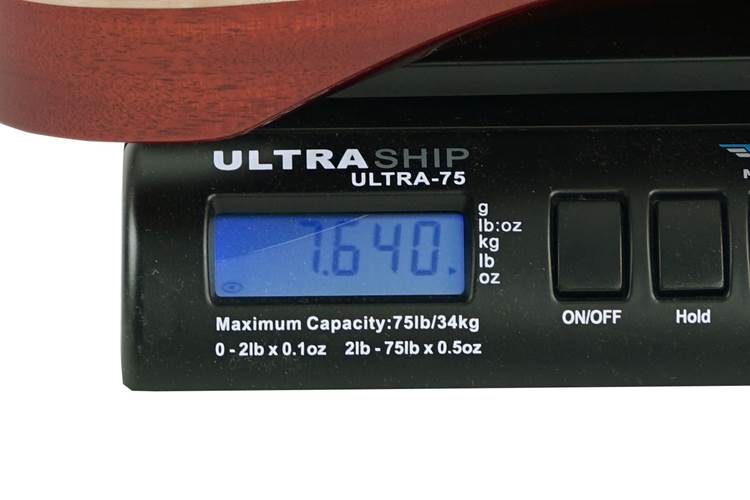 ULTRASHIP
ULTRA-75
7.640
g
lb:oz
kg
lb
oz
Maximum Capacity:75lb/34kg
0 - 2lb x 0.1oz 2lb - 75lb x 0.5oz
ON/OFF
Hold